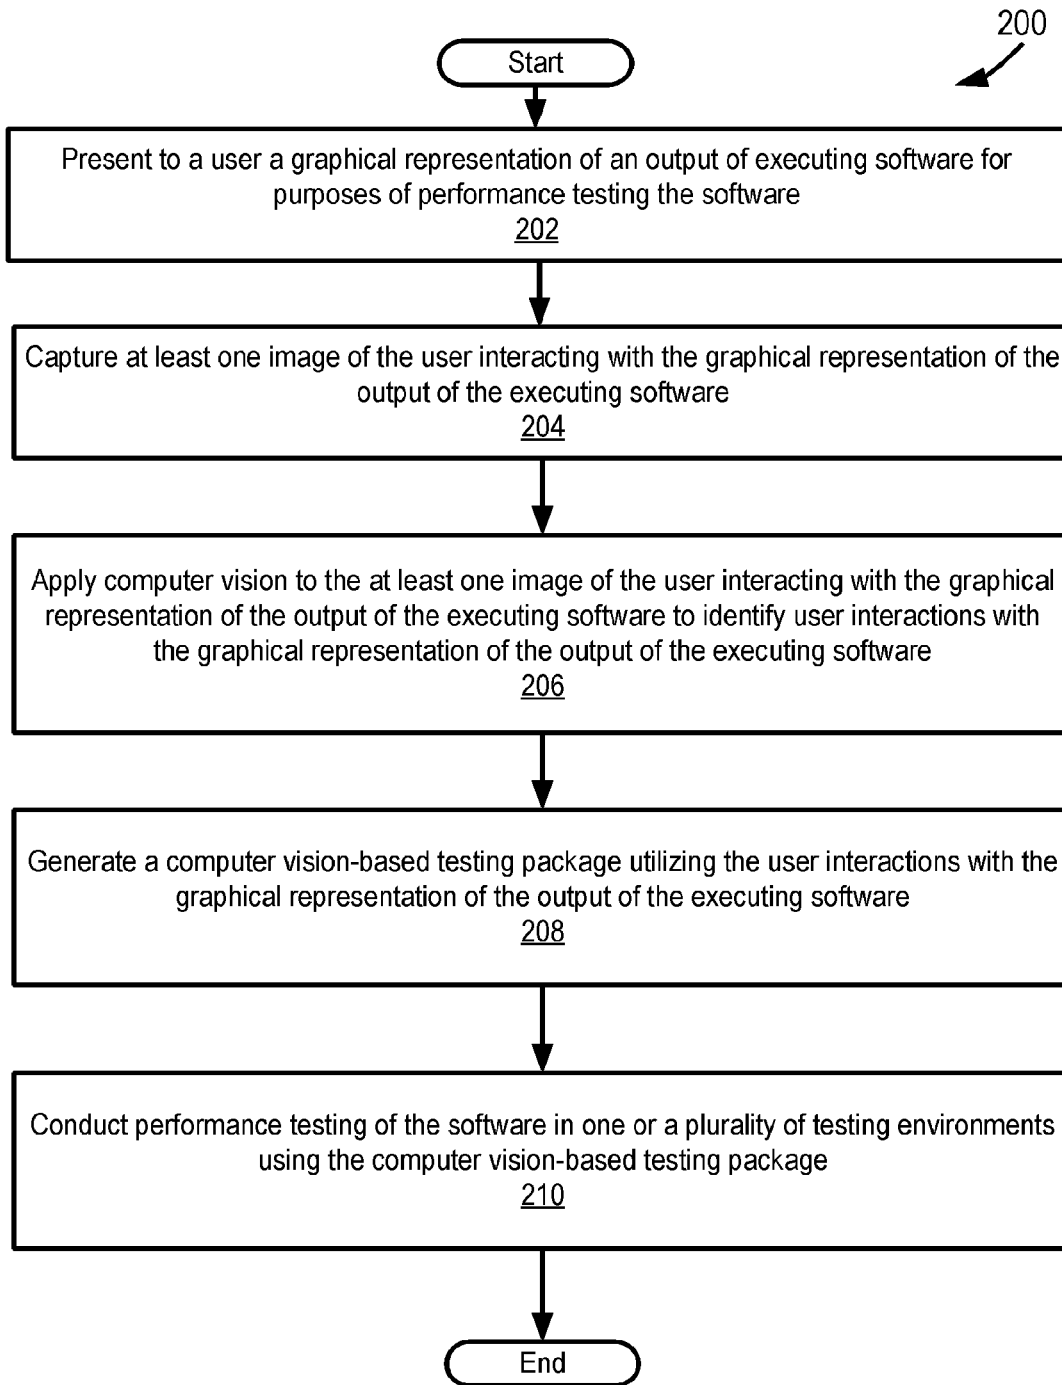 200
Start
Present to a user a graphical representation of an output of executing software for
purposes of performance testing the software
202
Capture at least one image of the user interacting with the graphical representation of the
output of the executing software
204
Apply computer vision to the at least one image of the user interacting with the graphical
representation of the output of the executing software to identify user interactions with
the graphical representation of the output of the executing software
206
Generate a computer vision-based testing package utilizing the user interactions with the
graphical representation of the output of the executing software
208
Conduct performance testing of the software in one or a plurality of testing environments
using the computer vision-based testing package
210
End